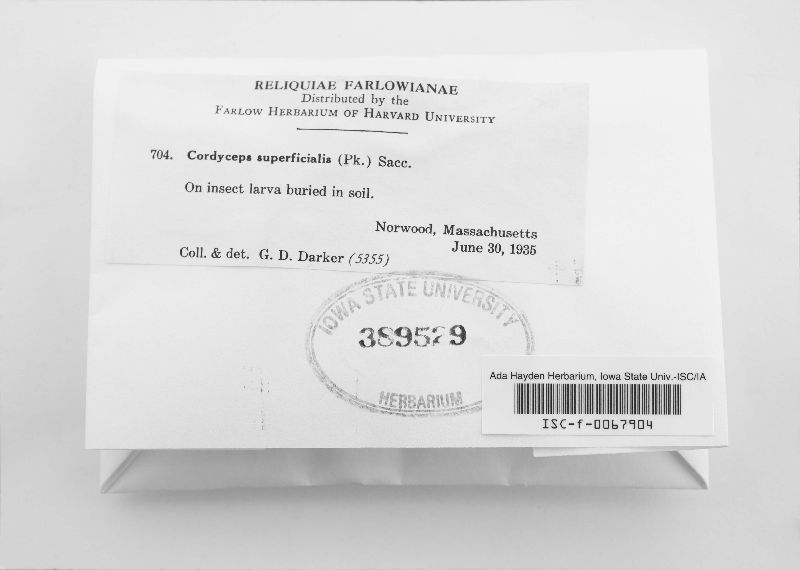 RELIQUIAE FARLOWIANAE
Distributed by the
FARLOW HERBARIUM OF HARVARD UNIVERSITY
704. Cordyceps superficialis (Pk.) Sacc.
On insect larva buried in soil.
Norwood, Massachusetts
June 30, 1935
Coll. & det. G. D. Darker (5355)
IOWA STATE UNIVERSITY
HERBARIUM
Ada Hayden Herbarium, Iowa State Univ.-ISC/IA
ISC-f-0067904